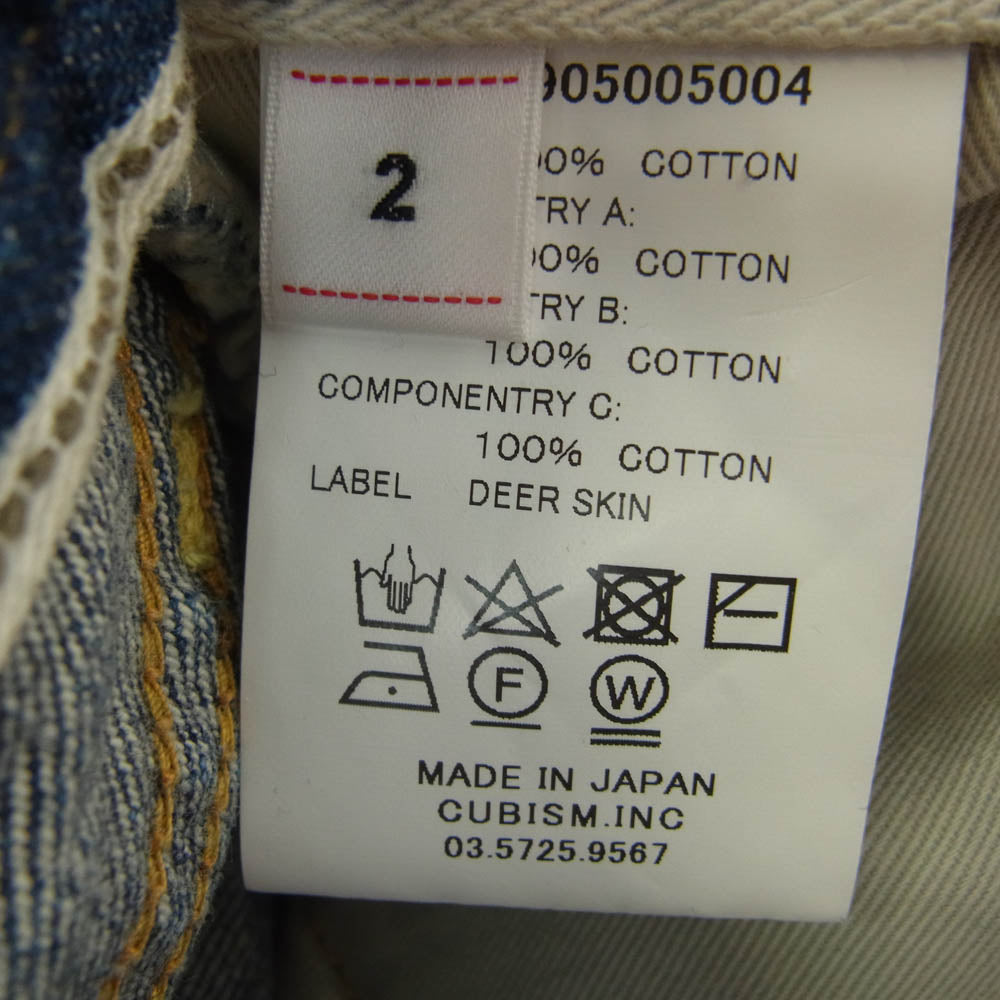 2
905005004
00% COTTON
TRY A:
00% COTTON
TRY B:
100% COTTON
COMPONENTRY C:
100% COTTON
LABEL DEER SKIN
F
W
MADE IN JAPAN
CUBISM.INC
03.5725.9567